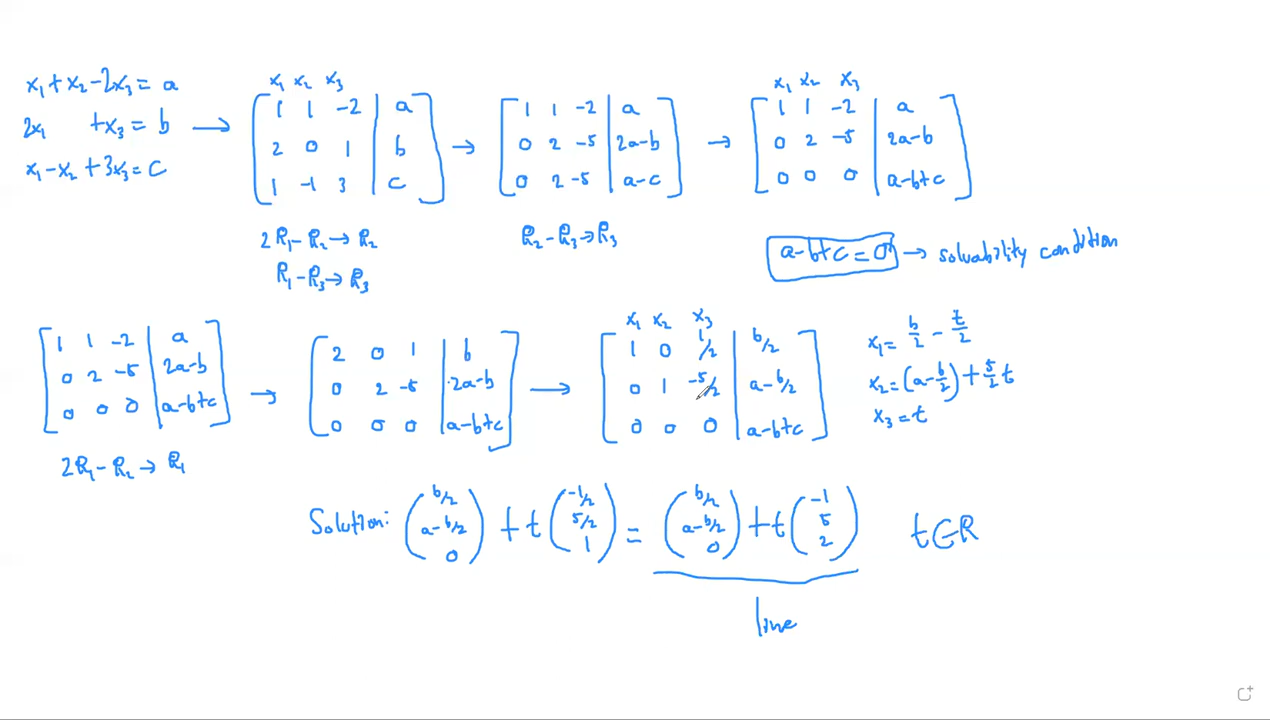 x₁+x₂-2x₃= a
2x₁ +x₃= b →
x₁-x₂+3x₃=C
x₁ x₂ x₃
[ 1 1 -2 | a ]
[ 2 0 1 | b ] →
[ 1 -1 3 | c ]
2R₁-R₂→R₂
R₁-R₃→R₃
[ 1 1 -2 | a ]
[ 0 2 -5 | 2a-b ] →
[ 0 2 -5 | a-c ]
R₂-R₃→R₃
x₁ x₂ x₃
[ 1 1 -2 | a ]
[ 0 2 -5 | 2a-b ]
[ 0 0 0 | a-b+c ]
a-b+c=0 → solvability condition
[ 1 1 -2 | a ]
[ 0 2 -5 | 2a-b ] →
[ 0 0 0 | a-b+c ]
2R₁-R₂→R₁
[ 2 0 1 | b ]
[ 0 2 -5 | 2a-b ] →
[ 0 0 0 | a-b+c ]
x₁ x₂ x₃
[ 1 0 1/2 | b/2 ]
[ 0 1 -5/2 | a-b/2 ]
[ 0 0 0 | a-b+c ]
x₁= b/2 - t/2
x₂=(a-b/2)+5/2 t
x₃=t
Solution: (b/2, a-b/2, 0) + t (-1/2, 5/2, 1) = (b/2, a-b/2, 0) + t (-1, 5, 2) t∈R
line